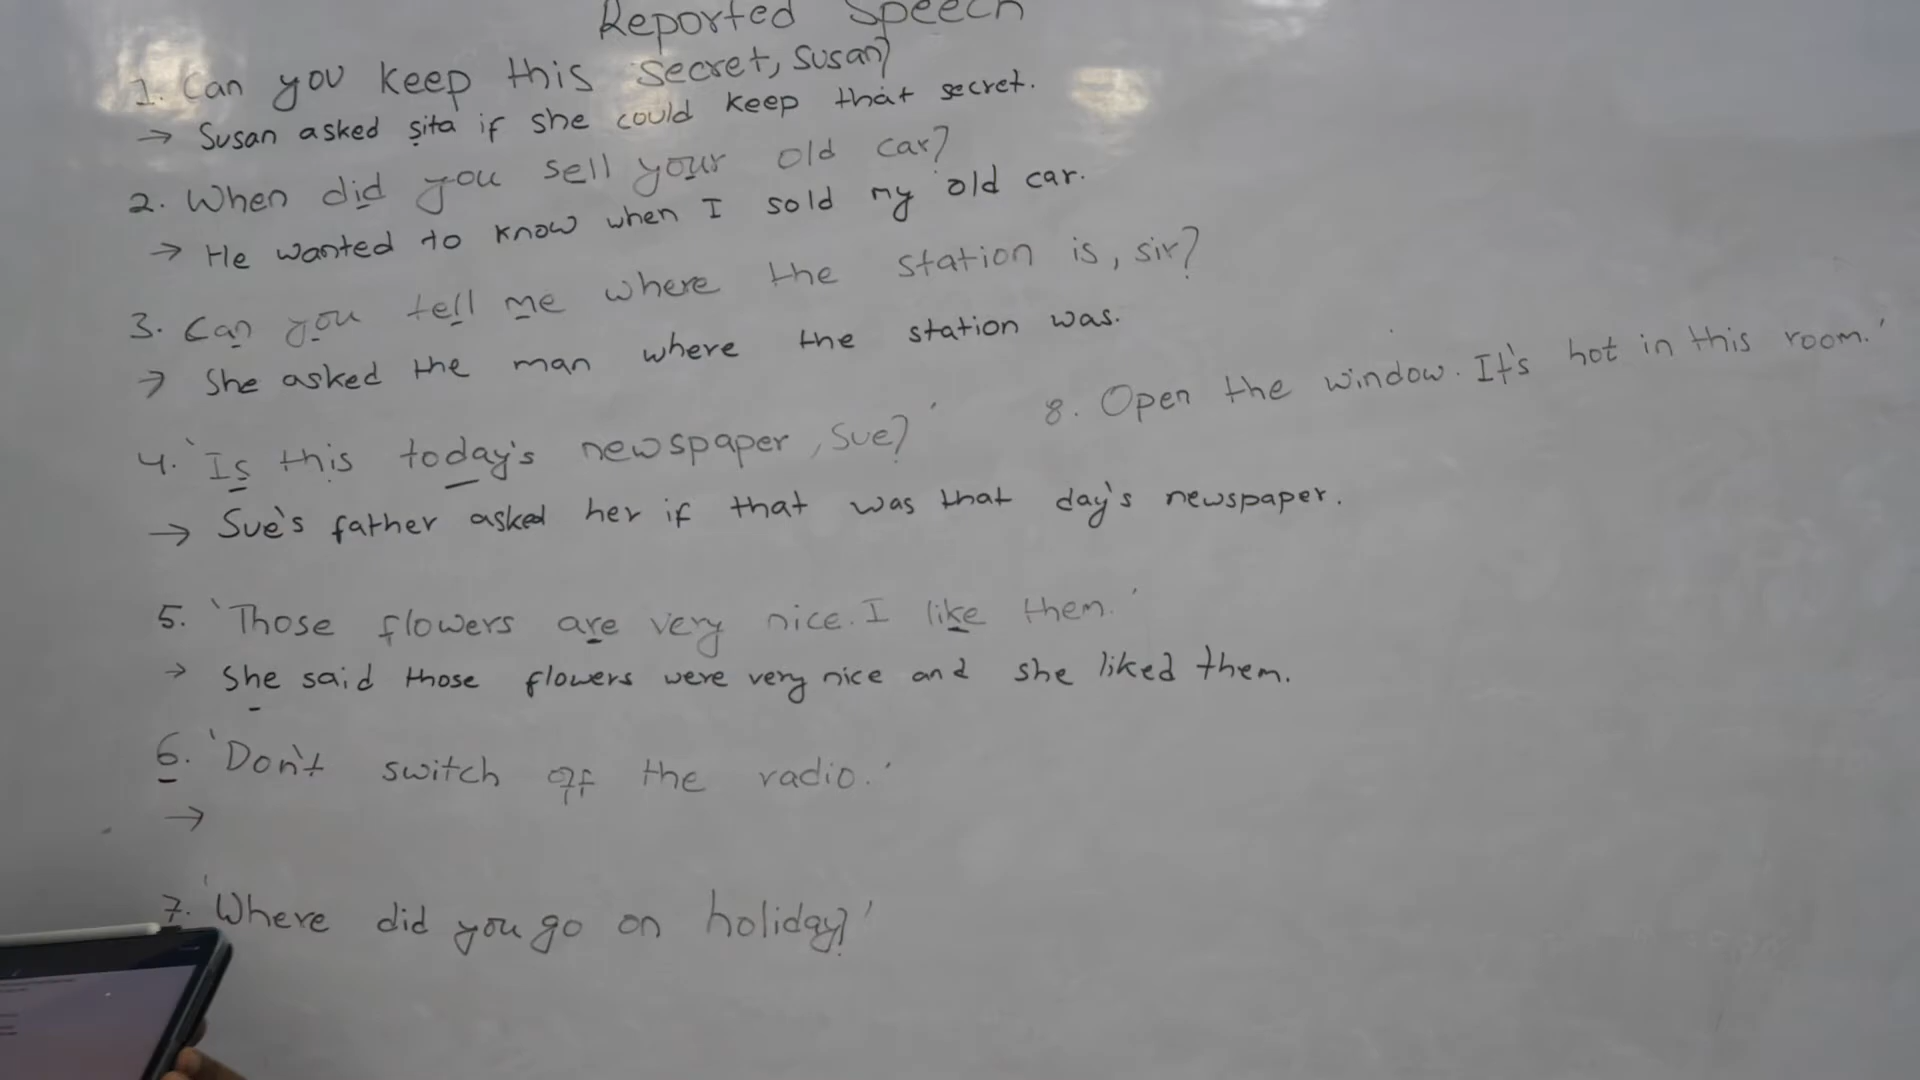 Reported Speech
1. Can you keep this secret, Susan?
→ Susan asked sita if she could keep that secret.
2. When did you sell your old car?
→ He wanted to know when I sold my old car.
3. Can you tell me where the station is, sir?
→ She asked the man where the station was.
4. 'Is this today's newspaper, Sue?'
→ Sue's father asked her if that was that day's newspaper.
5. 'Those flowers are very nice. I like them.'
→ She said those flowers were very nice and she liked them.
6. 'Don't switch off the radio.'
→
7. 'Where did you go on holiday?'
8. Open the window. It's hot in this room.'